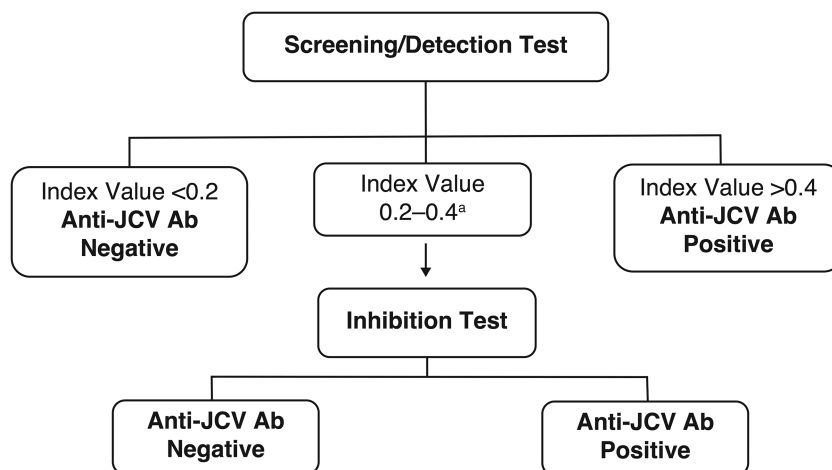 Screening/Detection Test
Index Value <0.2
Anti-JCV Ab
Negative
Index Value
0.2–0.4ᵃ
Index Value >0.4
Anti-JCV Ab
Positive
Inhibition Test
Anti-JCV Ab
Negative
Anti-JCV Ab
Positive